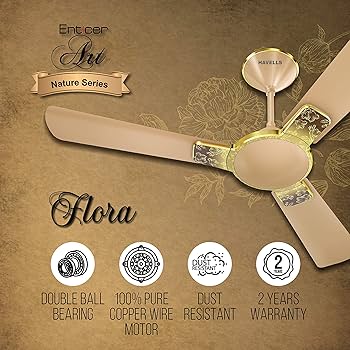 Enticer
Art
Nature Series
HAVELLS
Flora
DUST
RESISTANT
2
YEARS
DOUBLE BALL
BEARING
100% PURE
COPPER WIRE
MOTOR
DUST
RESISTANT
2 YEARS
WARRANTY